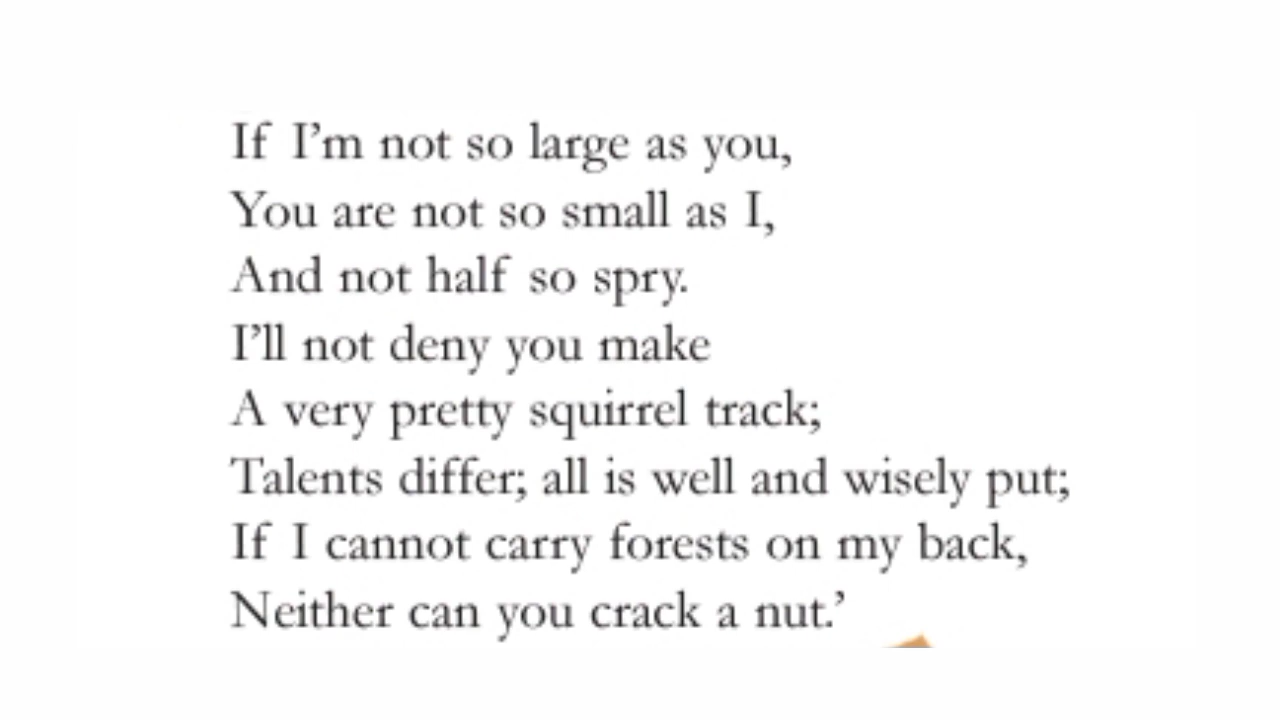 If I’m not so large as you,
You are not so small as I,
And not half so spry.
I’ll not deny you make
A very pretty squirrel track;
Talents differ; all is well and wisely put;
If I cannot carry forests on my back,
Neither can you crack a nut.’